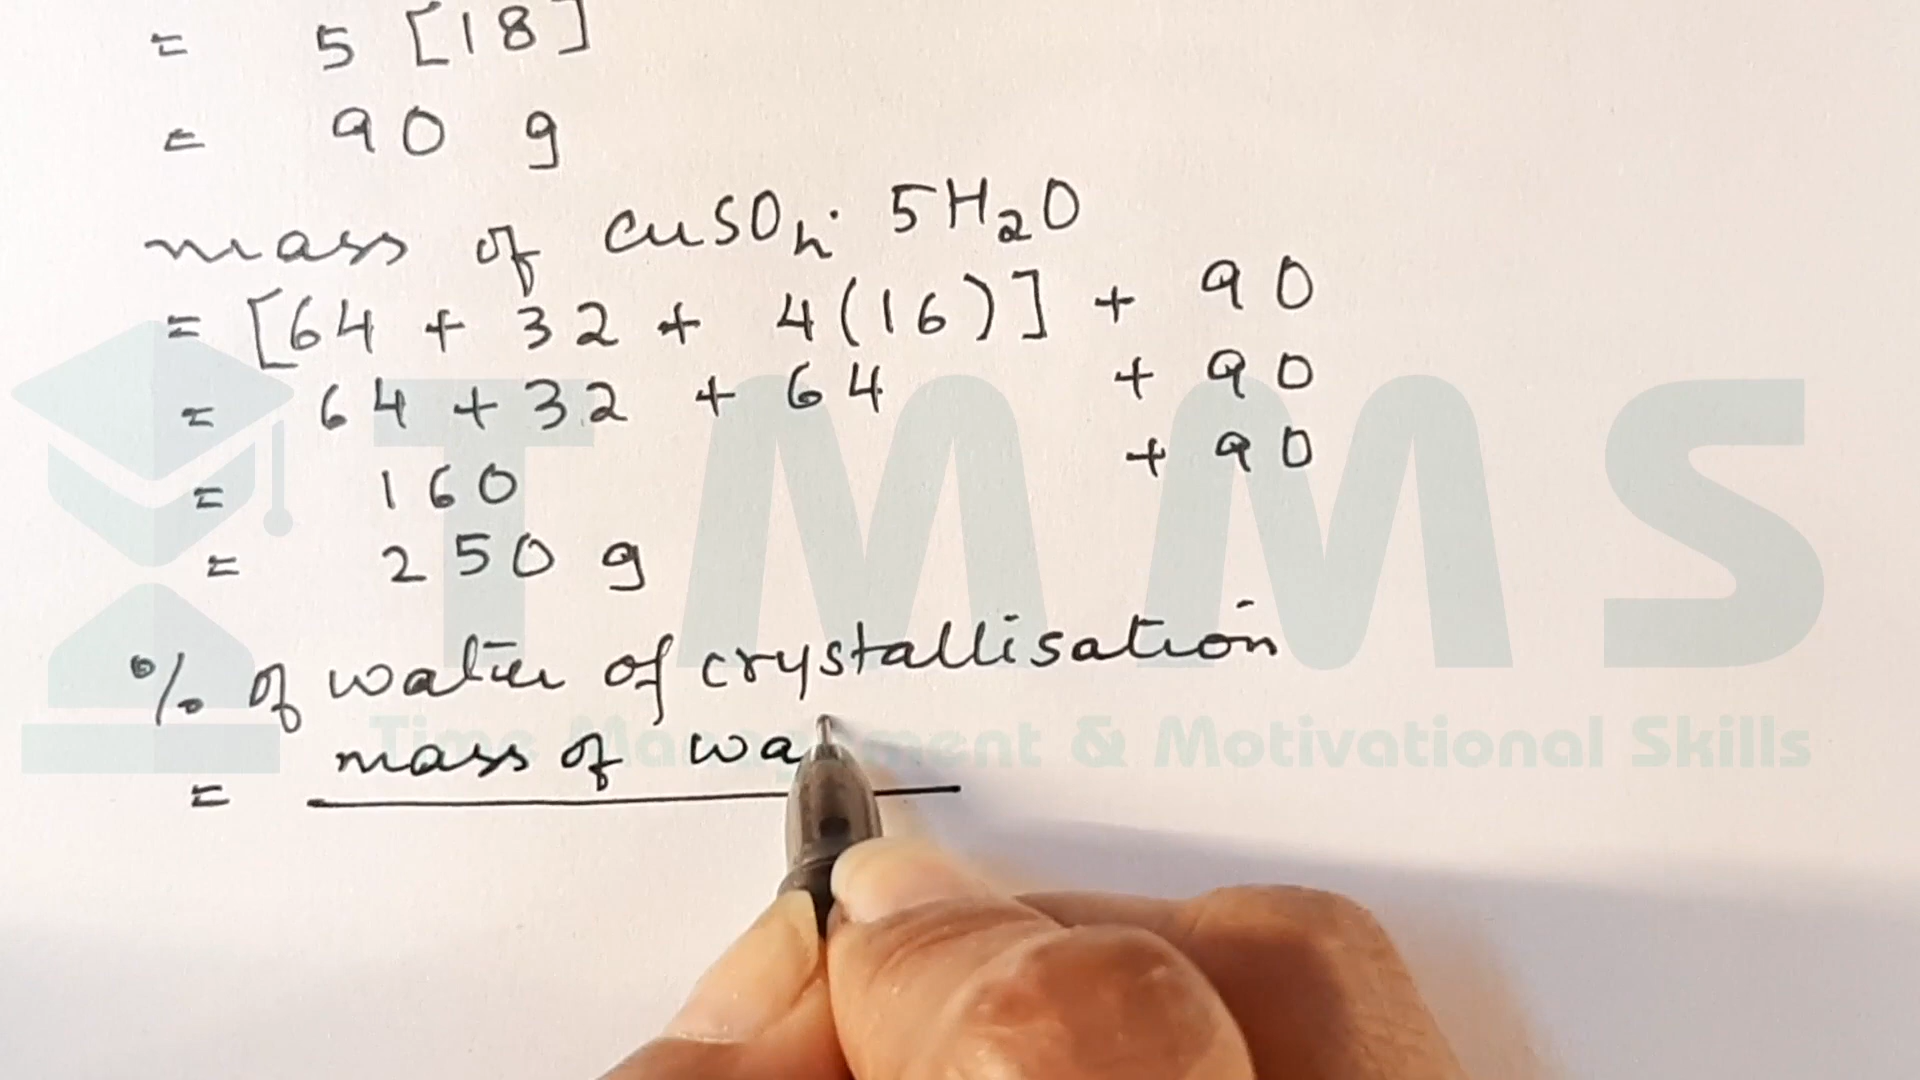 = 5 [18]
= 90 g
mass of CuSO4. 5H2O
= [64 + 32 + 4(16)] + 90
= 64 + 32 + 64 + 90
= 160 + 90
= 250 g
% of water of crystallisation
mass of wa
=
TMMS
Time Management & Motivational Skills